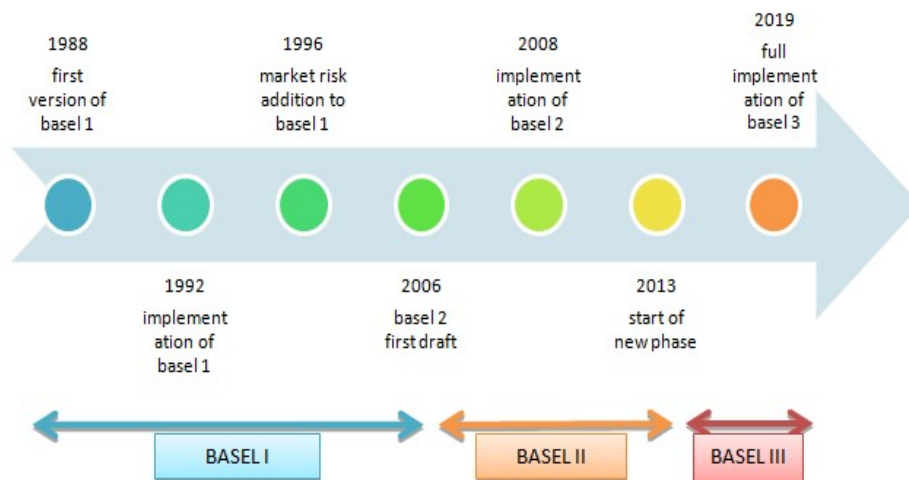 1988
first
version of
basel 1
1996
market risk
addition to
basel 1
2008
implement
ation of
basel 2
2019
full
implement
ation of
basel 3
1992
implement
ation of
basel 1
2006
basel 2
first draft
2013
start of
new phase
BASEL I
BASEL II
BASEL III